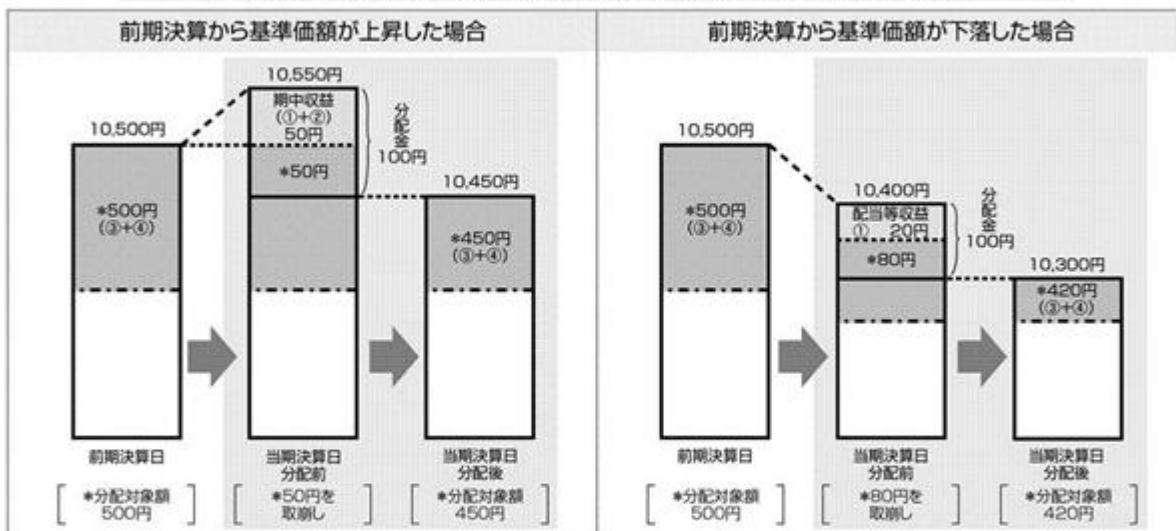 前期決算から基準価額が上昇した場合
10,550円
期中収益
(①+②)
50円
分配金
100円
10,500円
*50円
10,450円
*500円
(③+④)
*450円
(③+④)
前期決算日
当期決算日
分配前
当期決算日
分配後
*分配対象額
500円
*50円を
取崩し
*分配対象額
450円
前期決算から基準価額が下落した場合
10,500円
10,400円
配当等収益
① 20円
分配金
100円
*500円
(③+④)
*80円
10,300円
*420円
(③+④)
前期決算日
当期決算日
分配前
当期決算日
分配後
*分配対象額
500円
*80円を
取崩し
*分配対象額
420円